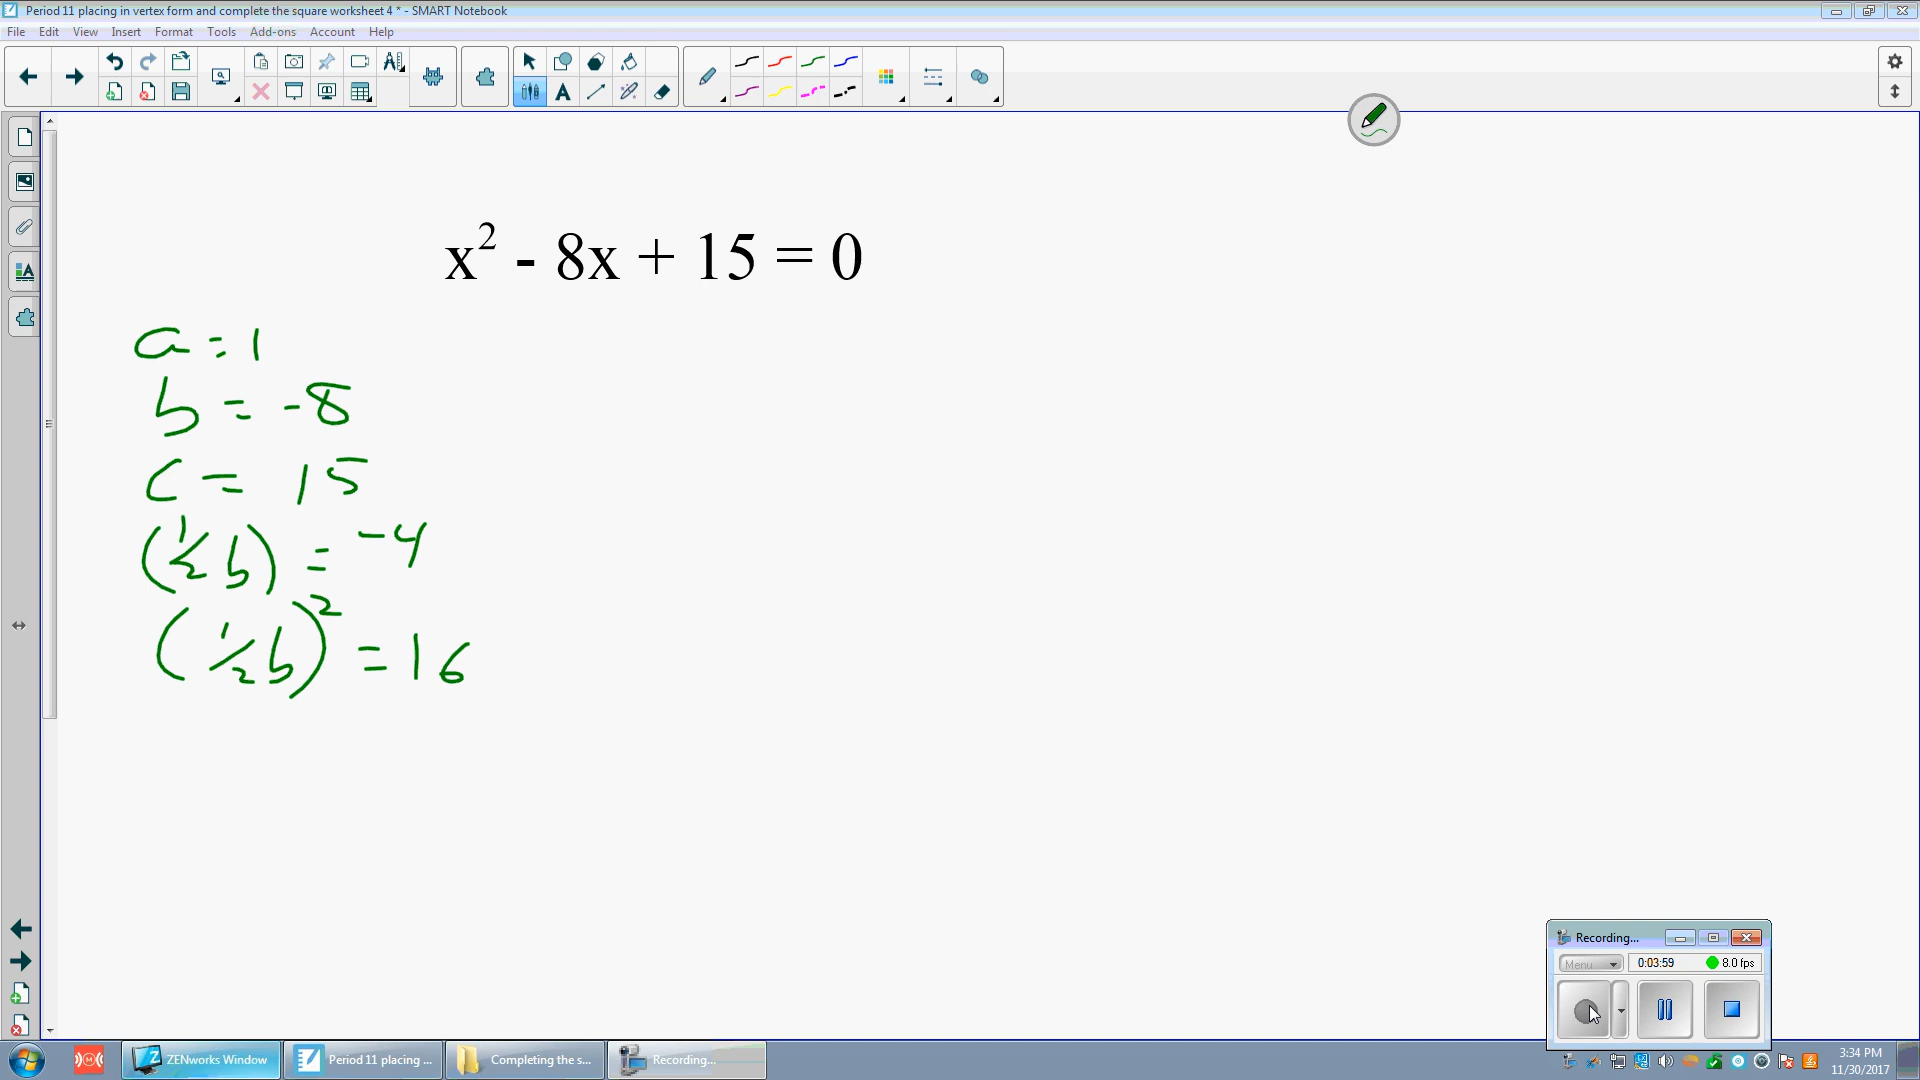 Period 11 placing in vertex form and complete the square worksheet 4 * - SMART Notebook
File Edit View Insert Format Tools Add-ons Account Help
x² - 8x + 15 = 0
a = 1
b = -8
c = 15
(½ b) = -4
(½ b)² = 16
Recording...
Menu 0:03:59 8.0 fps
ZENworks Window Period 11 placing ... Completing the s... Recording... 3:34 PM
11/30/2017